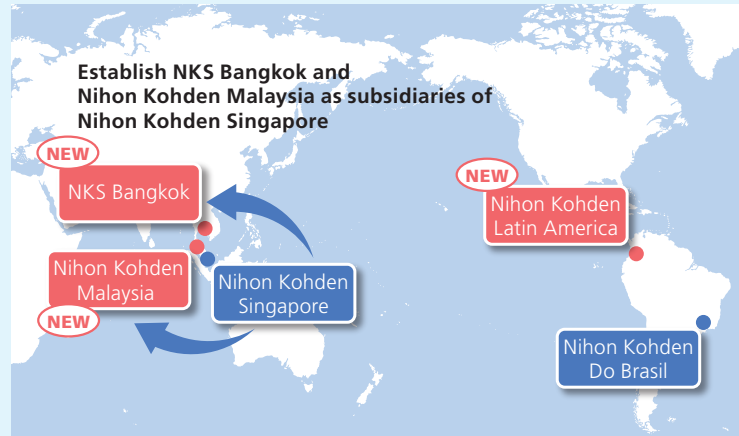 Establish NKS Bangkok and
Nihon Kohden Malaysia as subsidiaries of
Nihon Kohden Singapore
NEW
NKS Bangkok
NEW
Nihon Kohden
Latin America
Nihon Kohden
Malaysia
NEW
Nihon Kohden
Singapore
Nihon Kohden
Do Brasil